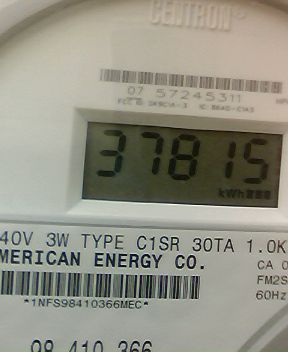 CENTRON
07 57245311
37815
kWh
40V 3W TYPE C1SR 30TA 1.0K
MERICAN ENERGY CO.
CA 0
FM2S
60Hz
*1NFS98410366MEC*
98 410 366